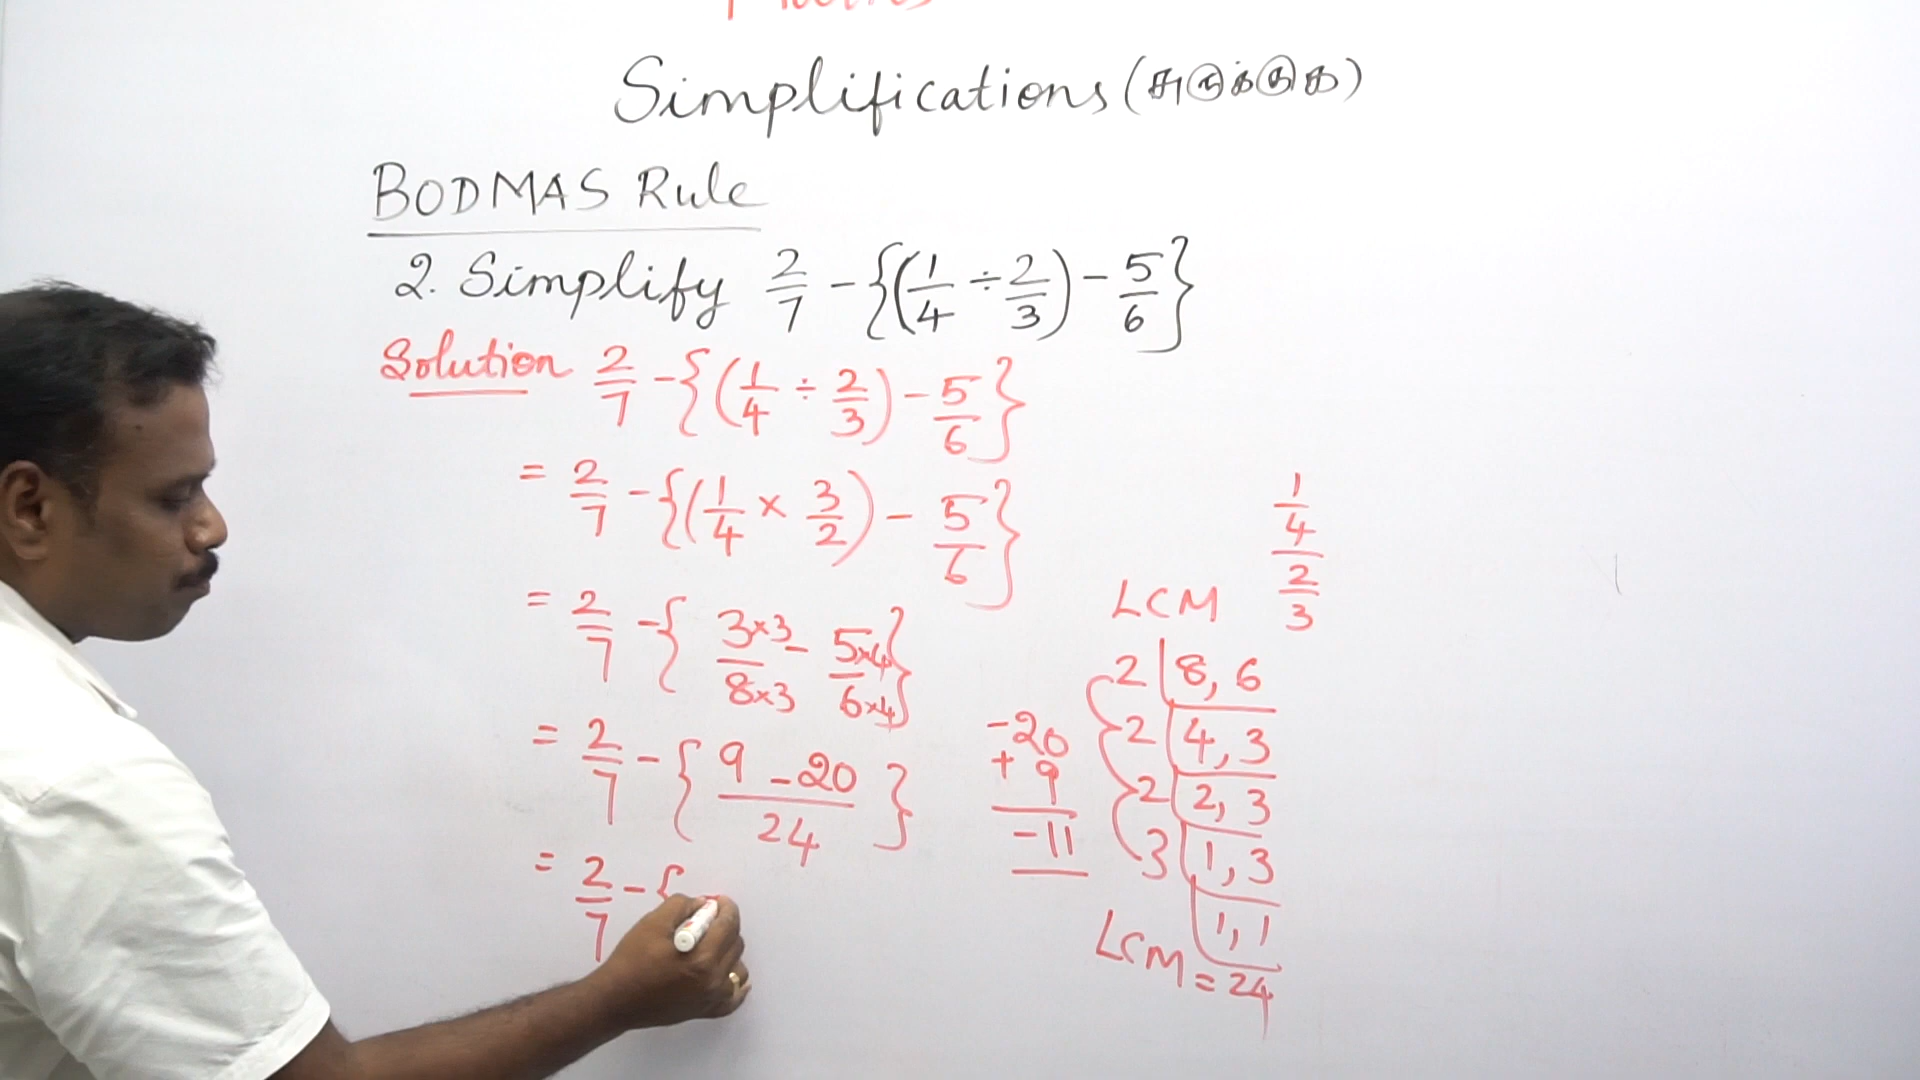 Simplifications (சுருக்குக)
BODMAS Rule
2. Simplify 2/7 - {(1/4 ÷ 2/3) - 5/6}
Solution 2/7 - {(1/4 ÷ 2/3) - 5/6}
= 2/7 - {(1/4 × 3/2) - 5/6}
= 2/7 - { 3×3/8×3 - 5×4/6×4 }
= 2/7 - { 9 - 20/24 }
= 2/7 - { -
1/4
2/3
LCM
2 | 8, 6
2 | 4, 3
2 | 2, 3
3 | 1, 3
1, 1
LCM = 24
-20
+ 9
-11